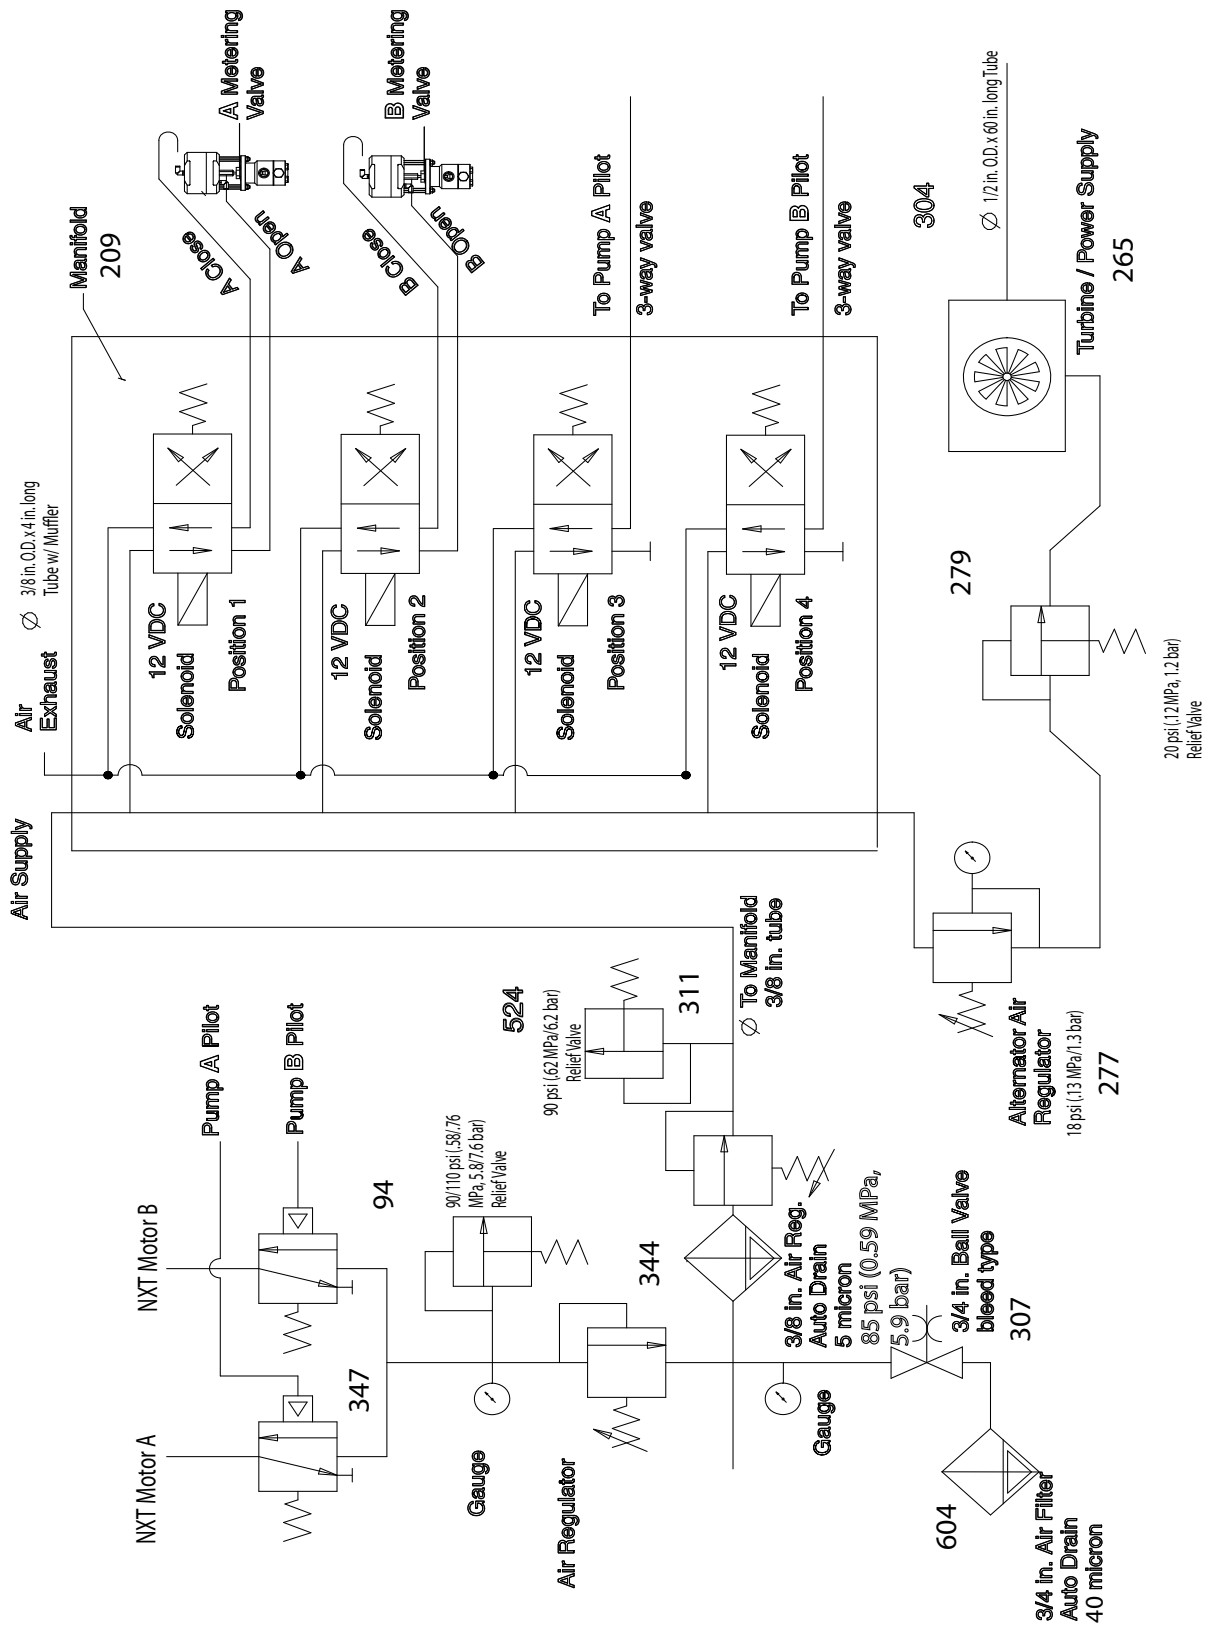 NXT Motor A
NXT Motor B
347
94
Pump A Pilot
Pump B Pilot
Gauge
90/110 psi (.58/.76
MPa, 5.8/7.6 bar)
Relief Valve
Air Regulator
344
524
90 psi (.62 MPa/6.2 bar)
Relief Valve
311
∅ To Manifold
3/8 in. tube
3/8 in. Air Reg.
Auto Drain
5 micron
85 psi (0.59 MPa,
5.9 bar)
Gauge
3/4 in. Ball Valve
bleed type
307
604
3/4 in. Air Filter
Auto Drain
40 micron
Air Supply
Air
Exhaust
∅ 3/8 in. O.D. x 4 in. long
Tube w/ Muffler
Manifold
209
12 VDC
Solenoid
Position 1
12 VDC
Solenoid
Position 2
12 VDC
Solenoid
Position 3
12 VDC
Solenoid
Position 4
A Close
A Open
A Metering
Valve
B Close
B Open
B Metering
Valve
To Pump A Pilot
3-way valve
To Pump B Pilot
3-way valve
Alternator Air
Regulator
18 psi (.13 MPa/1.3 bar)
277
279
20 psi (.12 MPa, 1.2 bar)
Relief Valve
304
∅ 1/2 in. O.D. x 60 in. long Tube
Turbine / Power Supply
265